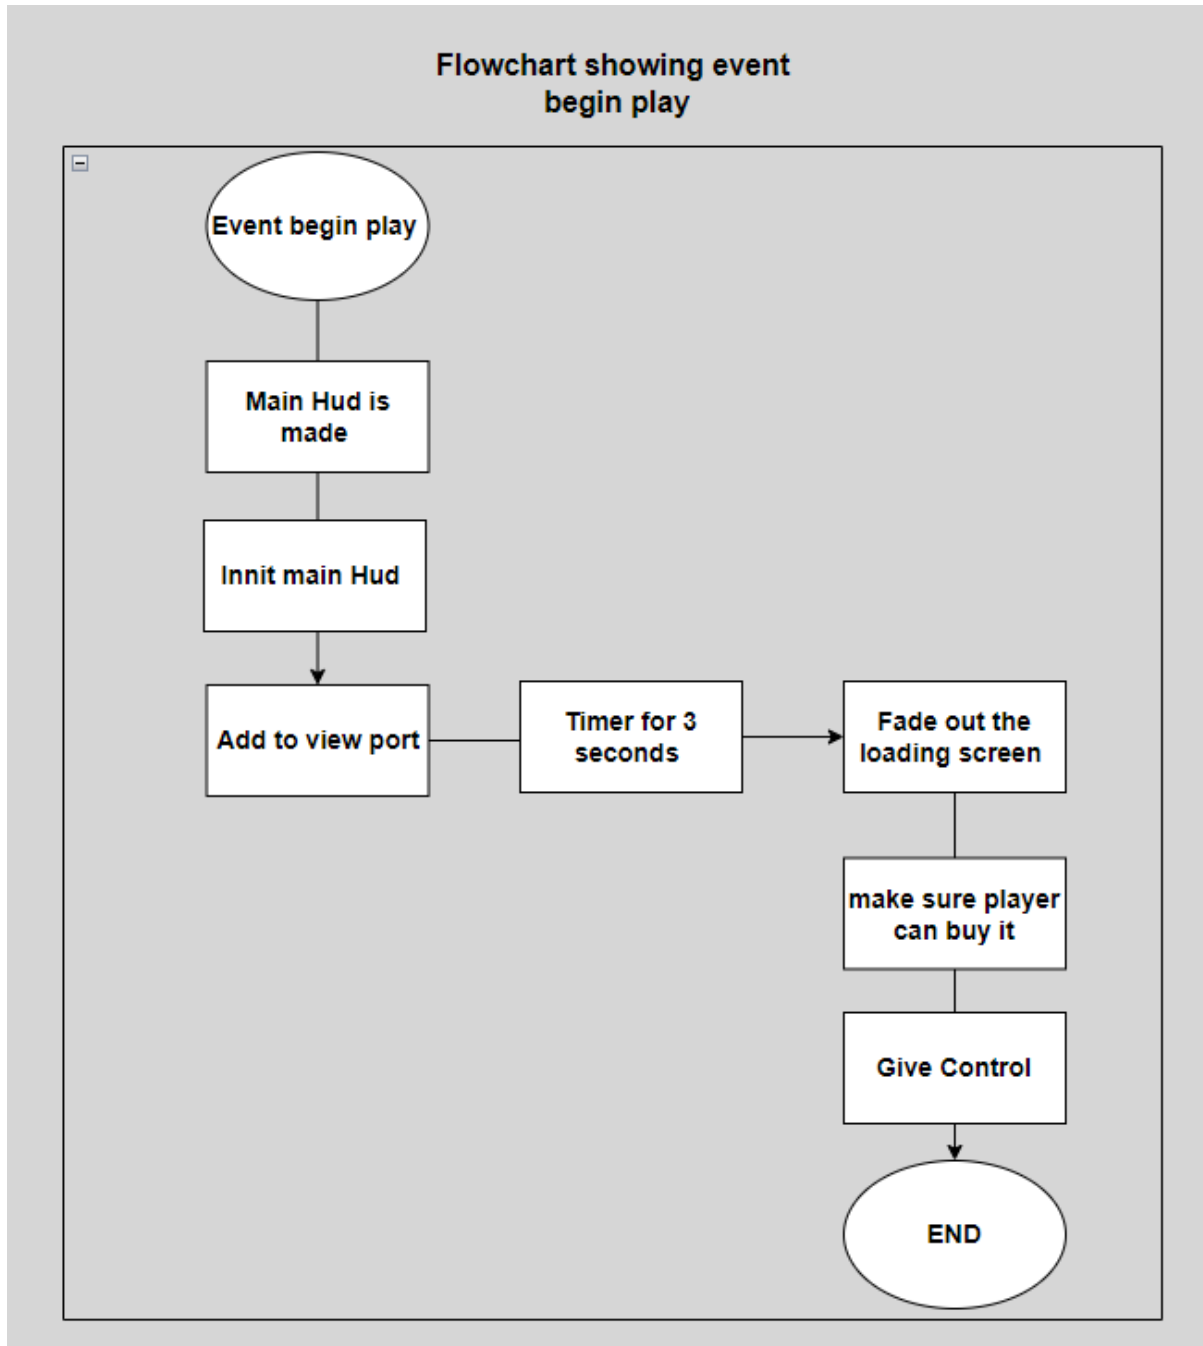 Flowchart showing event
begin play
Event begin play
Main Hud is
made
Innit main Hud
Add to view port
Timer for 3
seconds
Fade out the
loading screen
make sure player
can buy it
Give Control
END